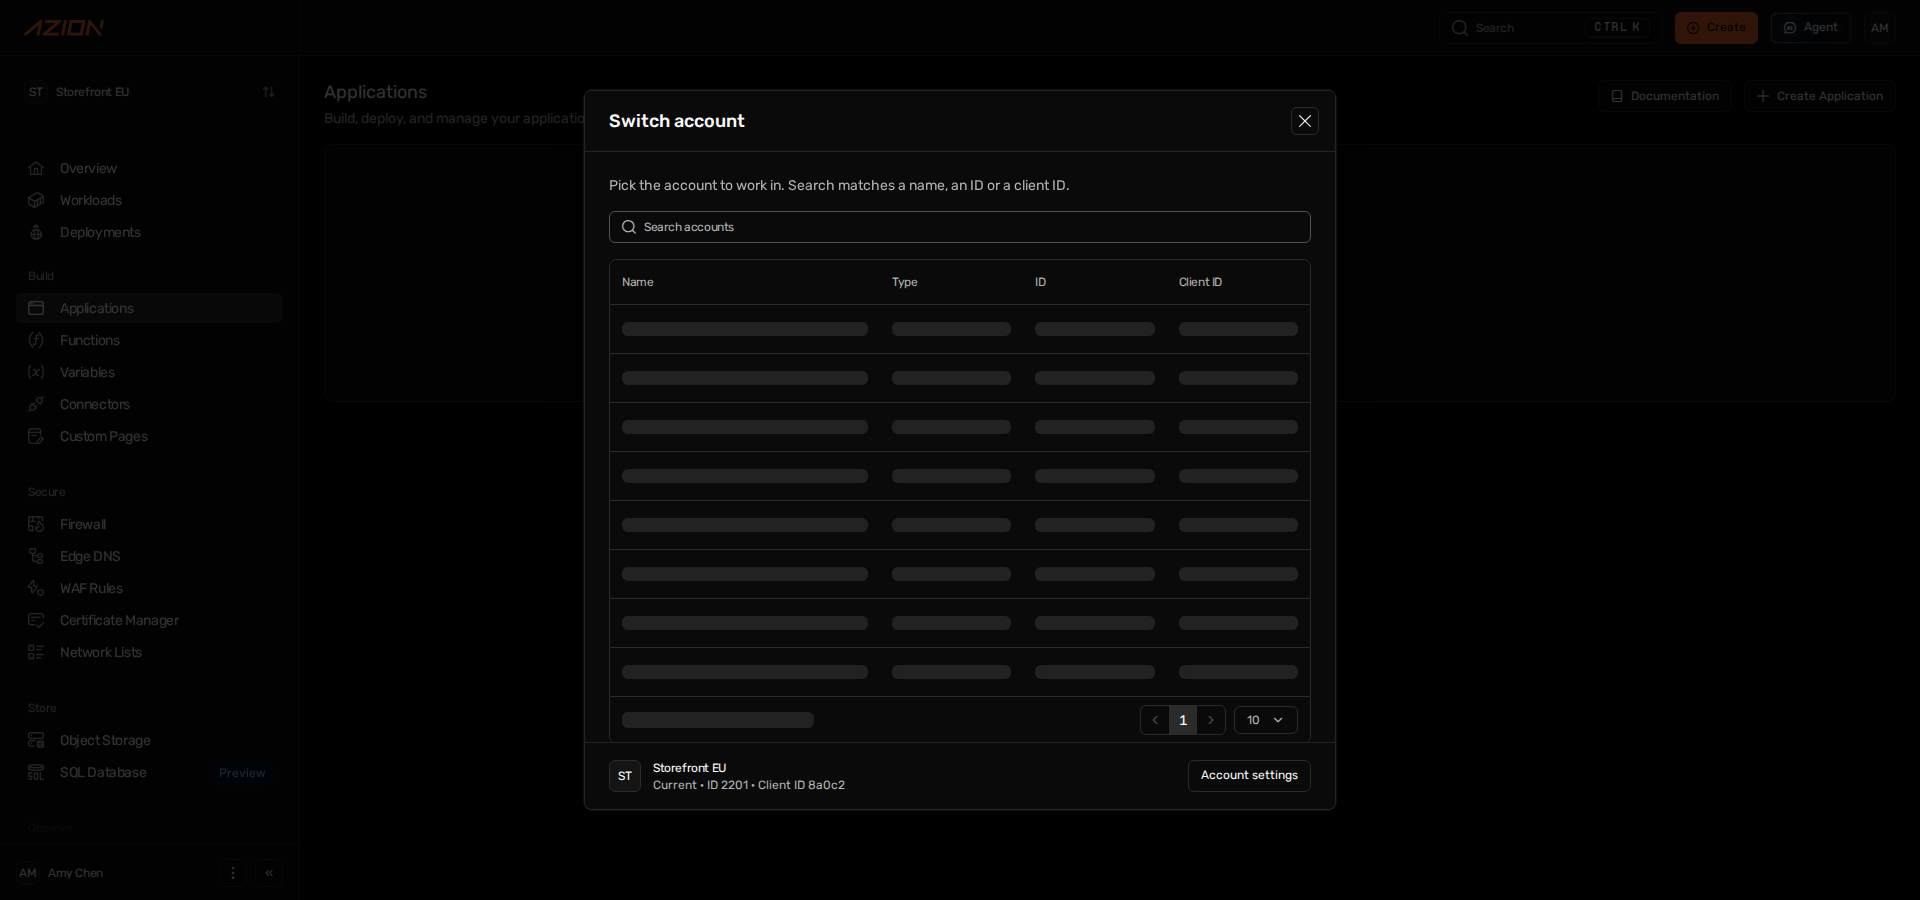 AZION
Search
CTRL K
Create
Agent
AM
ST
Storefront EU
Overview
Workloads
Deployments
Build
Applications
Functions
Variables
Connectors
Custom Pages
Secure
Firewall
Edge DNS
WAF Rules
Certificate Manager
Network Lists
Store
Object Storage
SQL Database
Preview
Observe
AM
Amy Chen
Applications
Build, deploy, and manage your applicatio
Documentation
Create Application
Switch account
Pick the account to work in. Search matches a name, an ID or a client ID.
Search accounts
Name Type ID Client ID
1
10
ST
Storefront EU
Current • ID 2201 • Client ID 8a0c2
Account settings